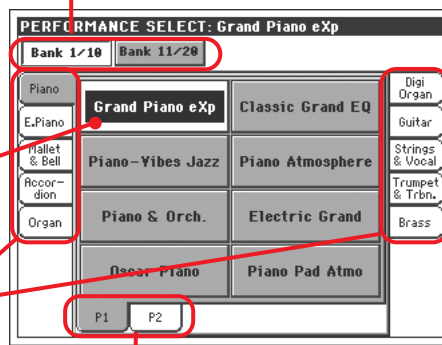 PERFORMANCE SELECT: Grand Piano eXp
Bank 1/10 Bank 11/20
Piano
E.Piano
Mallet
& Bell
Accor-
dion
Organ
Grand Piano eXp Classic Grand EQ
Piano-Vibes Jazz Piano Atmosphere
Piano & Orch. Electric Grand
Oscar Piano Piano Pad Atmo
Digi
Organ
Guitar
Strings
& Vocal
Trumpet
& Trbn.
Brass
P1 P2